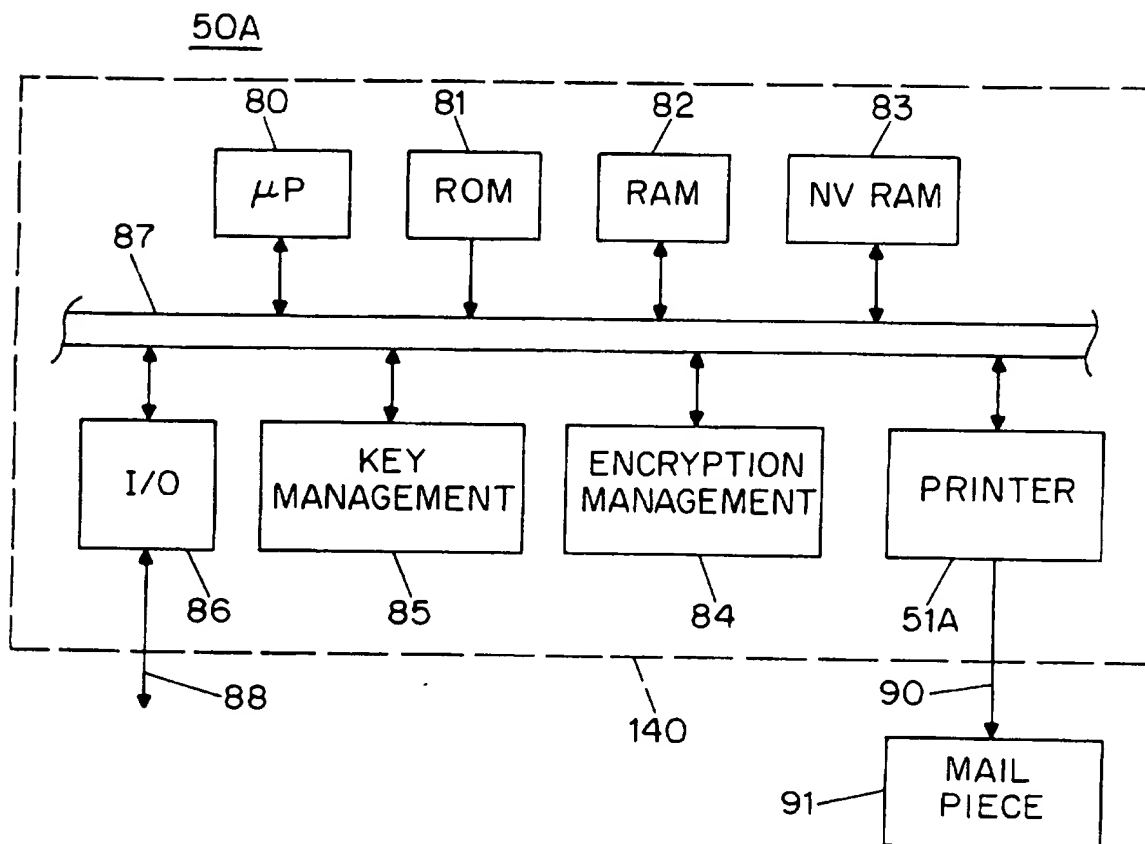 50A
80
81
82
83
μP
ROM
RAM
NV RAM
87
I/O
KEY
MANAGEMENT
ENCRYPTION
MANAGEMENT
PRINTER
86
85
84
51A
88
90
140
91
MAIL
PIECE